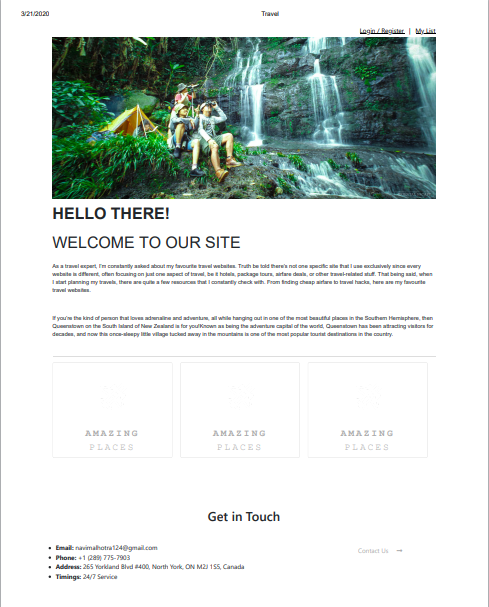 3/21/2020
Travel
Login / Register | My List
HELLO THERE!
WELCOME TO OUR SITE
As a travel expert, I'm constantly asked about my favourite travel websites. Truth be told there's not one specific site that I use exclusively since every
website is different, often focusing on just one aspect of travel, be it hotels, package tours, airfare deals, or other travel-related stuff. That being said, when
I start planning my travels, there are quite a few resources that I constantly check with. From finding cheap airfare to travel hacks, here are my favourite
travel websites.
If you're the kind of person that loves adrenaline and adventure, all while hanging out in one of the most beautiful places in the Southern Hemisphere, then
Queenstown on the South Island of New Zealand is for you!Known as being the adventure capital of the world, Queenstown has been attracting visitors for
decades, and now this once-sleepy little village tucked away in the mountains is one of the most popular tourist destinations in the country.
AMAZING
PLACES
AMAZING
PLACES
AMAZING
PLACES
Get in Touch
Email: navimalhotra124@gmail.com
Phone: +1 (289) 775-7903
Address: 265 Yorkland Blvd #400, North York, ON M2J 1S5, Canada
Timings: 24/7 Service
Contact Us →